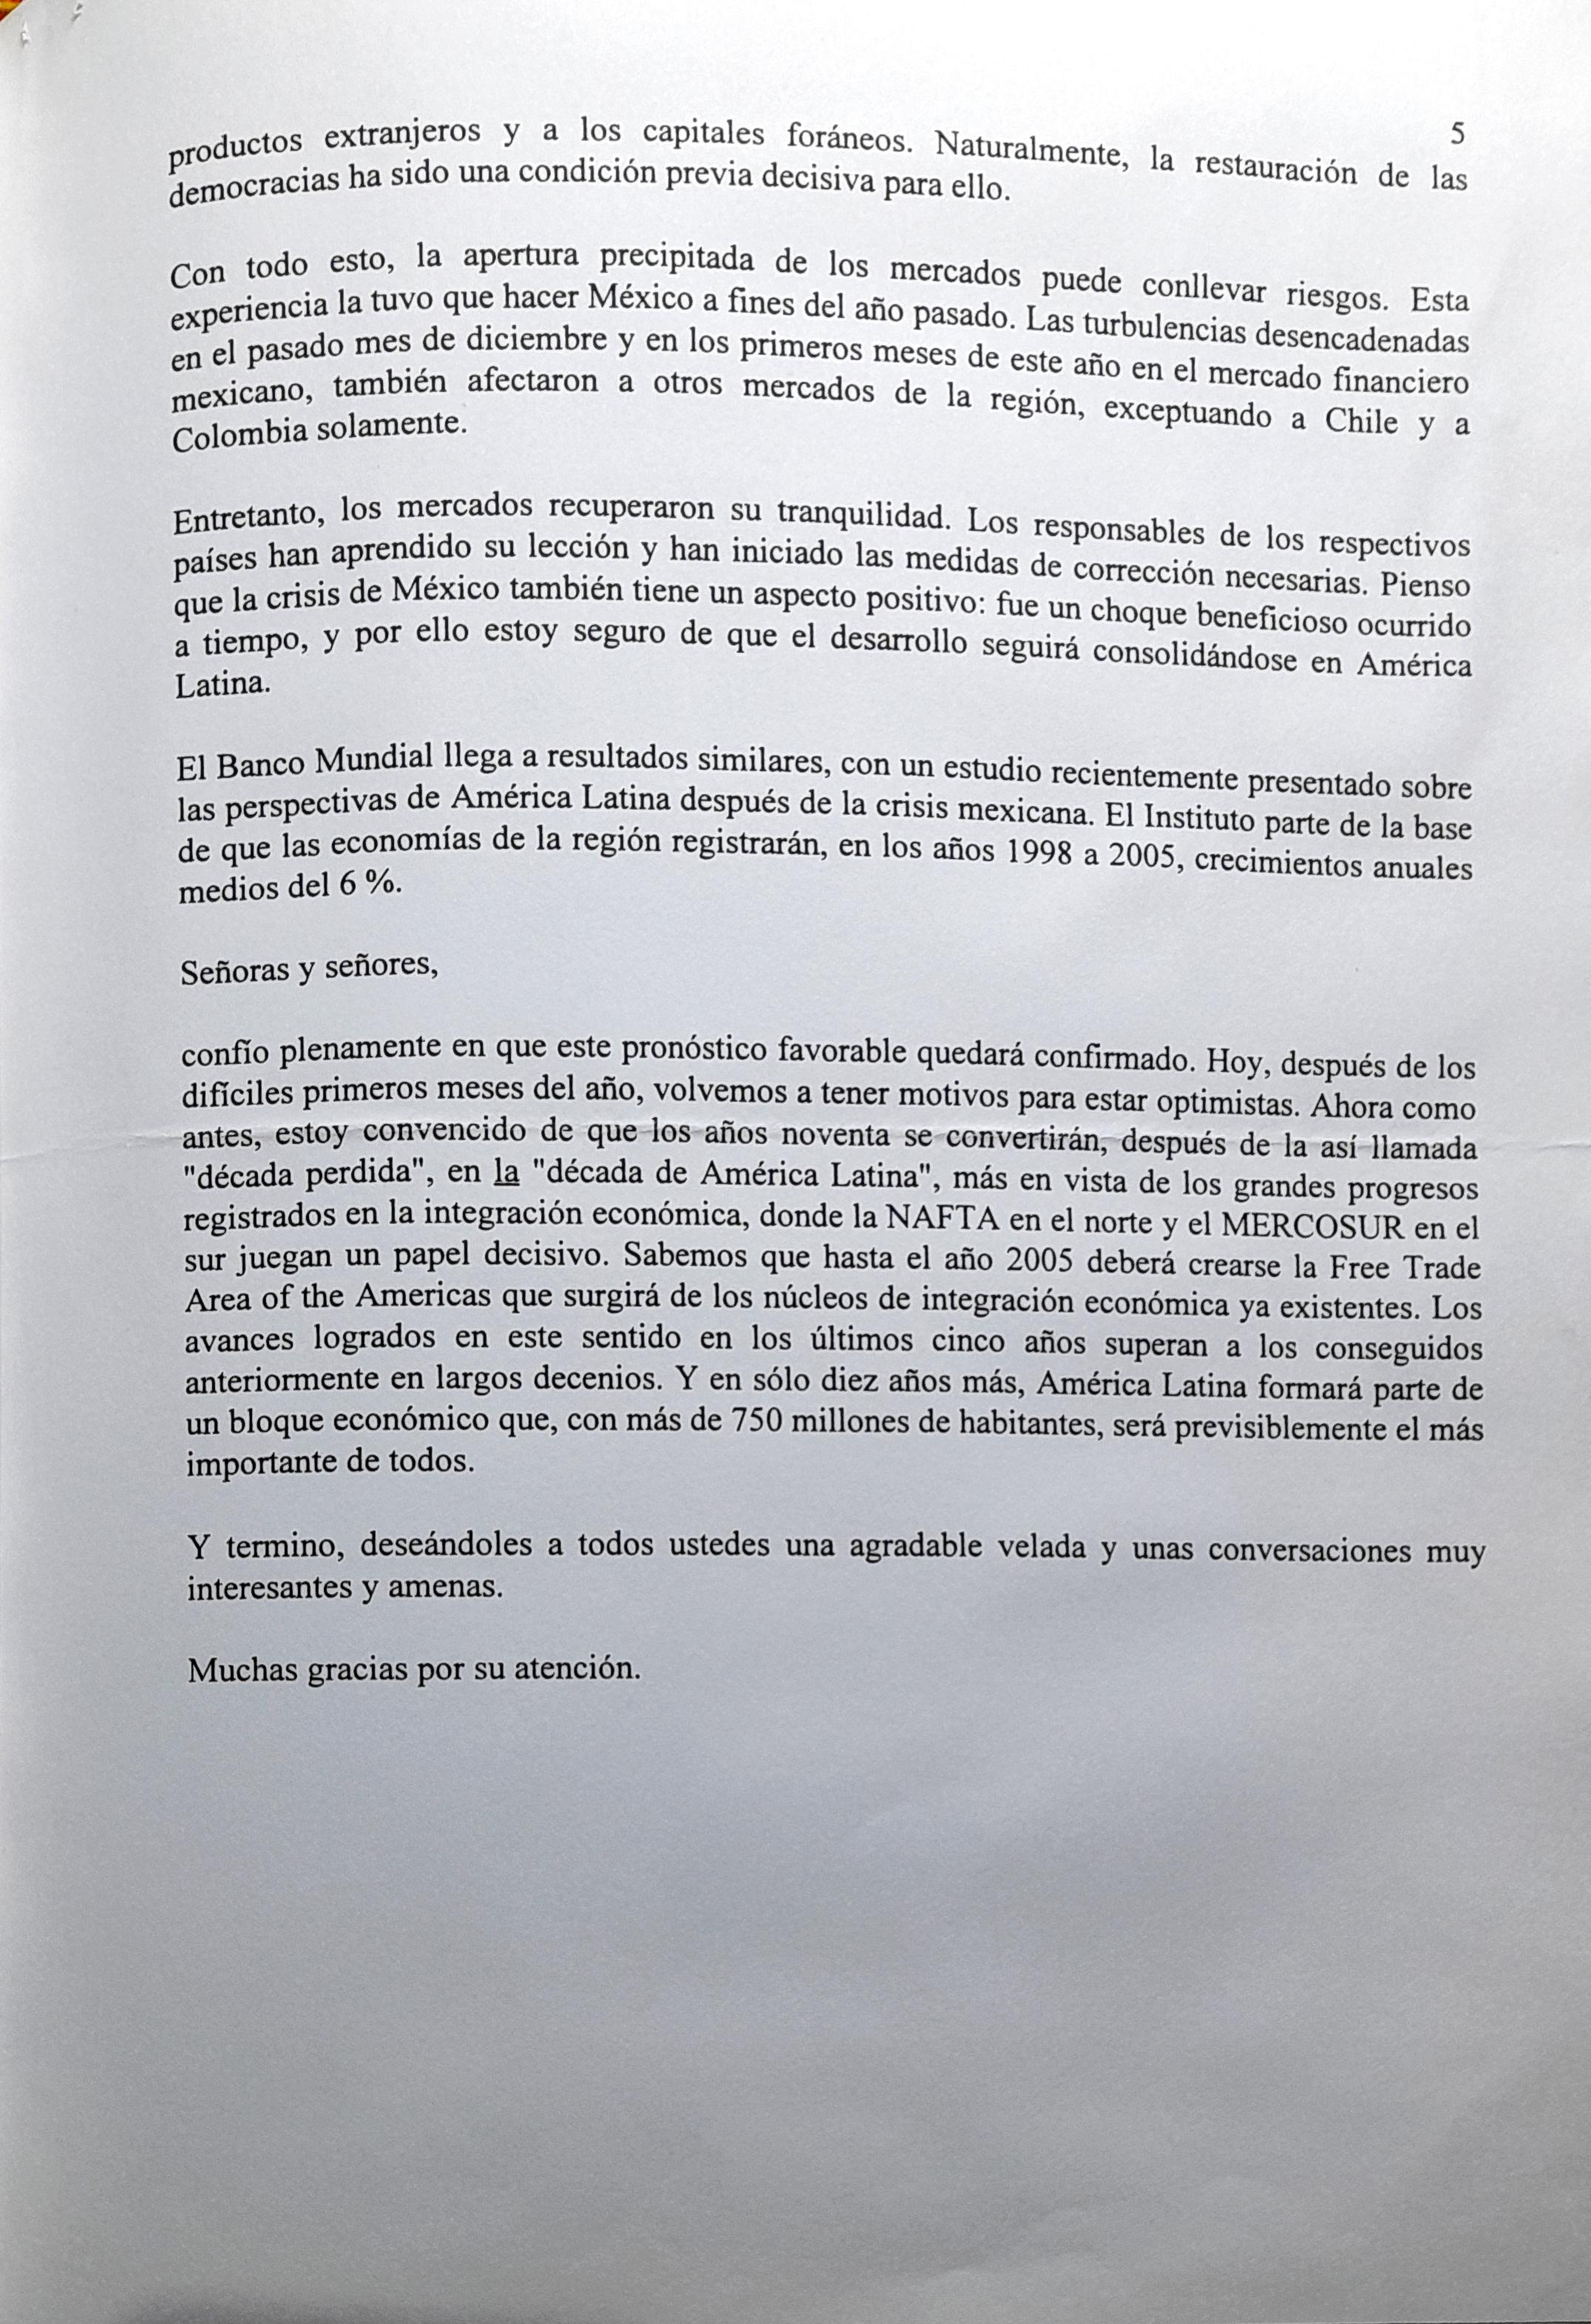 5
productos extranjeros y a los capitales foráneos. Naturalmente, la restauración de las
democracias ha sido una condición previa decisiva para ello.
Con todo esto, la apertura precipitada de los mercados puede conllevar riesgos. Esta
experiencia la tuvo que hacer México a fines del año pasado. Las turbulencias desencadenadas
en el pasado mes de diciembre y en los primeros meses de este año en el mercado financiero
mexicano, también afectaron a otros mercados de la región, exceptuando a Chile y a
Colombia solamente.
Entretanto, los mercados recuperaron su tranquilidad. Los responsables de los respectivos
países han aprendido su lección y han iniciado las medidas de corrección necesarias. Pienso
que la crisis de México también tiene un aspecto positivo: fue un choque beneficioso ocurrido
a tiempo, y por ello estoy seguro de que el desarrollo seguirá consolidándose en América
Latina.
El Banco Mundial llega a resultados similares, con un estudio recientemente presentado sobre
las perspectivas de América Latina después de la crisis mexicana. El Instituto parte de la base
de que las economías de la región registrarán, en los años 1998 a 2005, crecimientos anuales
medios del 6 %.
Señoras y señores,
confío plenamente en que este pronóstico favorable quedará confirmado. Hoy, después de los
difíciles primeros meses del año, volvemos a tener motivos para estar optimistas. Ahora como
antes, estoy convencido de que los años noventa se convertirán, después de la así llamada
"década perdida", en la "década de América Latina", más en vista de los grandes progresos
registrados en la integración económica, donde la NAFTA en el norte y el MERCOSUR en el
sur juegan un papel decisivo. Sabemos que hasta el año 2005 deberá crearse la Free Trade
Area of the Americas que surgirá de los núcleos de integración económica ya existentes. Los
avances logrados en este sentido en los últimos cinco años superan a los conseguidos
anteriormente en largos decenios. Y en sólo diez años más, América Latina formará parte de
un bloque económico que, con más de 750 millones de habitantes, será previsiblemente el más
importante de todos.
Y termino, deseándoles a todos ustedes una agradable velada y unas conversaciones muy
interesantes y amenas.
Muchas gracias por su atención.